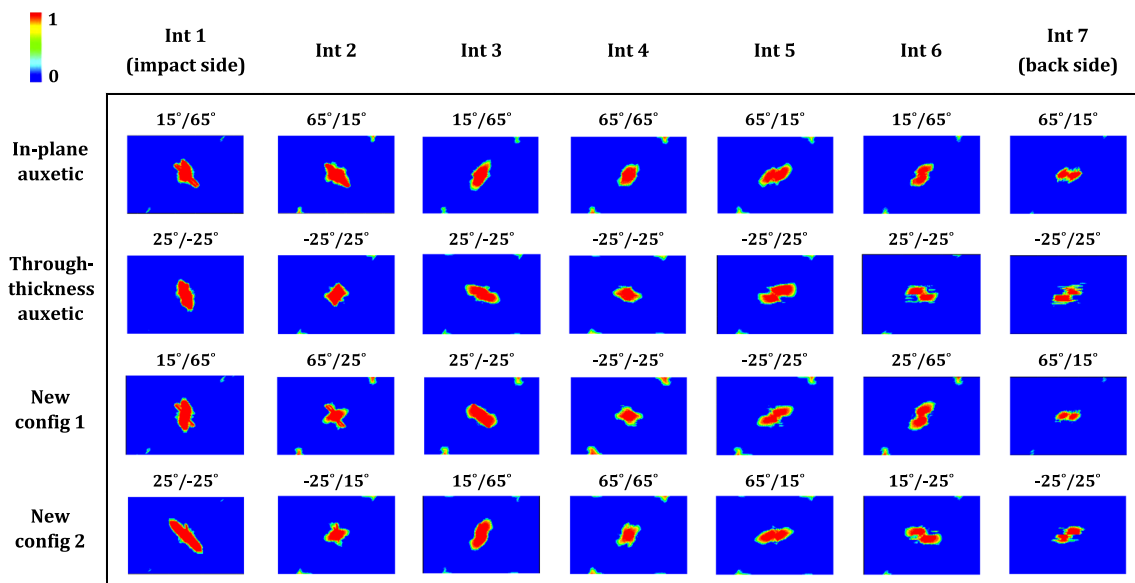 1
0
Int 1
(impact side)
Int 2
Int 3
Int 4
Int 5
Int 6
Int 7
(back side)
In-plane
auxetic
15˚/65˚
65˚/15˚
15˚/65˚
65˚/65˚
65˚/15˚
15˚/65˚
65˚/15˚
Through-
thickness
auxetic
25˚/-25˚
-25˚/25˚
25˚/-25˚
-25˚/-25˚
-25˚/25˚
25˚/-25˚
-25˚/25˚
New
config 1
15˚/65˚
65˚/25˚
25˚/-25˚
-25˚/-25˚
-25˚/25˚
25˚/65˚
65˚/15˚
New
config 2
25˚/-25˚
-25˚/15˚
15˚/65˚
65˚/65˚
65˚/15˚
15˚/-25˚
-25˚/25˚